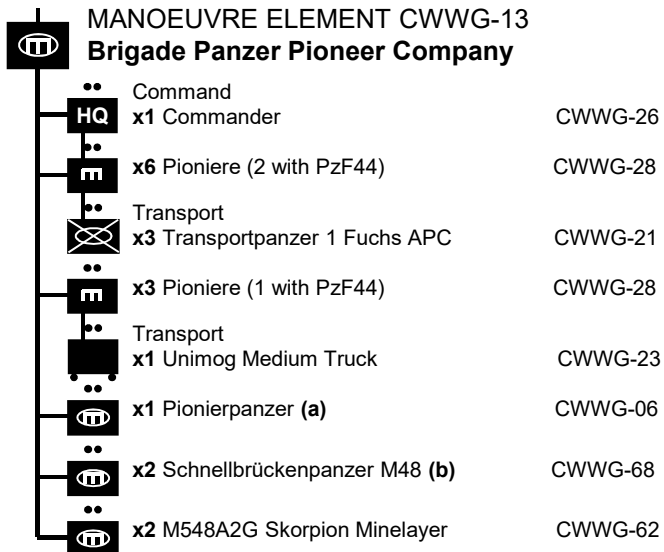 MANOEUVRE ELEMENT CWWG-13
Brigade Panzer Pioneer Company
Command
HQ x1 Commander CWWG-26
x6 Pioniere (2 with PzF44) CWWG-28
Transport
x3 Transportpanzer 1 Fuchs APC CWWG-21
x3 Pioniere (1 with PzF44) CWWG-28
Transport
x1 Unimog Medium Truck CWWG-23
x1 Pionierpanzer (a) CWWG-06
x2 Schnellbrückenpanzer M48 (b) CWWG-68
x2 M548A2G Skorpion Minelayer CWWG-62